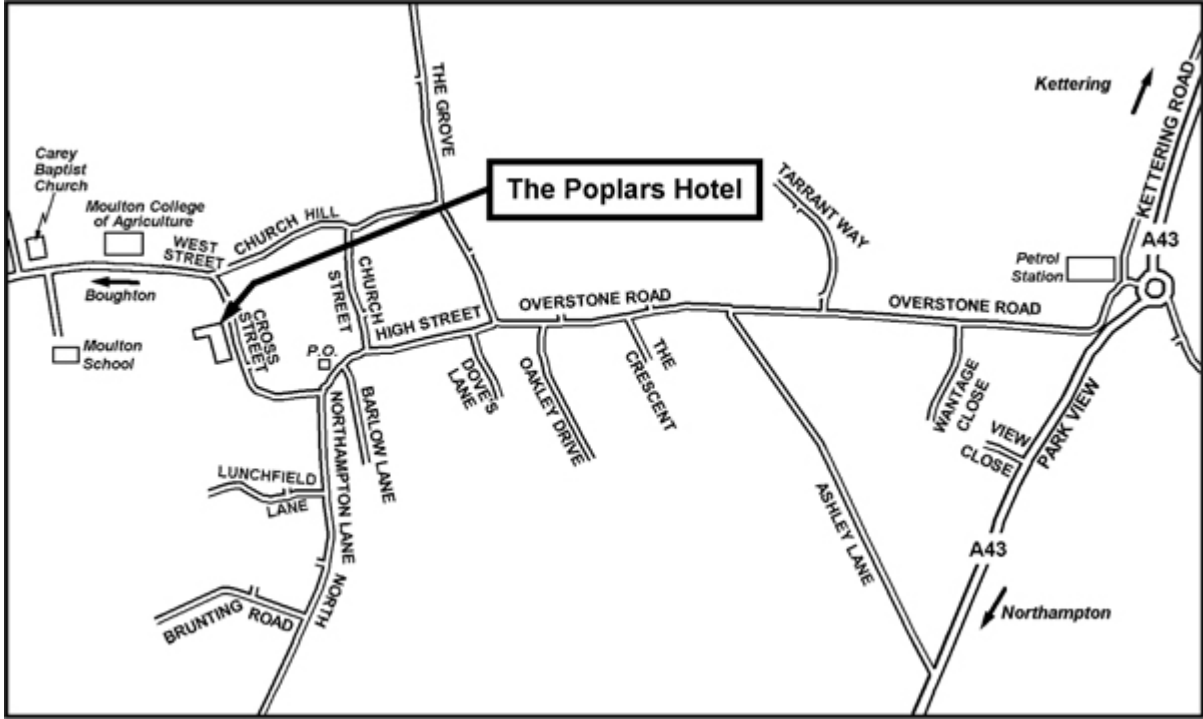 Kettering
KETTERING ROAD
THE GROVE
Carey
Baptist
Church
Moulton College
of Agriculture
The Poplars Hotel
TARRANT WAY
CHURCH HILL
WEST
STREET
A43
Petrol
Station
Boughton
CHURCH
STREET
OVERSTONE ROAD
OVERSTONE ROAD
HIGH STREET
CROSS
STREET
Moulton
School
P.O.
DOVE'S
LANE
OAKLEY DRIVE
THE
CRESCENT
WANTAGE
CLOSE
VIEW
CLOSE
PARK VIEW
BARLOW LANE
NORTHAMPTON LANE
NORTH
LUNCHFIELD
LANE
ASHLEY LANE
A43
BRUNTING
ROAD
Northampton